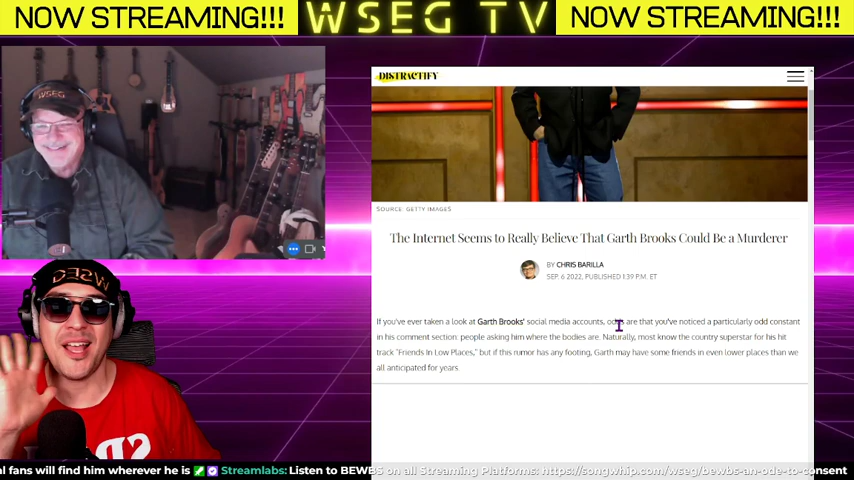 NOW STREAMING!!!
WSEG TV
NOW STREAMING!!!
WSEG
DISTRACTIFY
SOURCE: GETTY IMAGES
The Internet Seems to Really Believe That Garth Brooks Could Be a Murderer
BY CHRIS BARILLA
SEP. 6 2022, PUBLISHED 1:39 P.M. ET
If you've ever taken a look at Garth Brooks' social media accounts, odds are that you've noticed a particularly odd constant
in his comment section: people asking him where the bodies are. Naturally, most know the country superstar for his hit
track "Friends In Low Places," but if this rumor has any footing, Garth may have some friends in even lower places than we
all anticipated for years.
WSEG
al fans will find him wherever he is Streamlabs: Listen to BEWBS on all Streaming Platforms: https://songwhip.com/wseg/bewbs-an-ode-to-consent